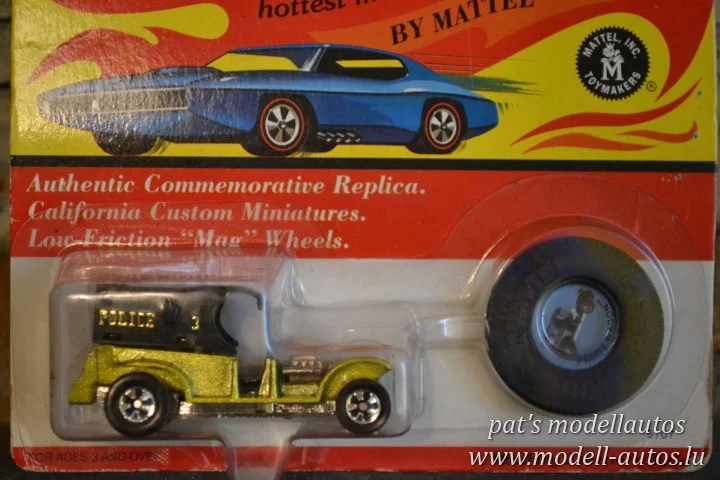 hottest
BY MATTEL
MATTEL, INC.
M
TOYMAKERS
®
Authentic Commemorative Replica.
California Custom Miniatures.
Low-Friction "Mag" Wheels.
POLICE 3
MATTEL
FOR AGES 3 AND OVER
pat's modellautos
www.modell-autos.lu